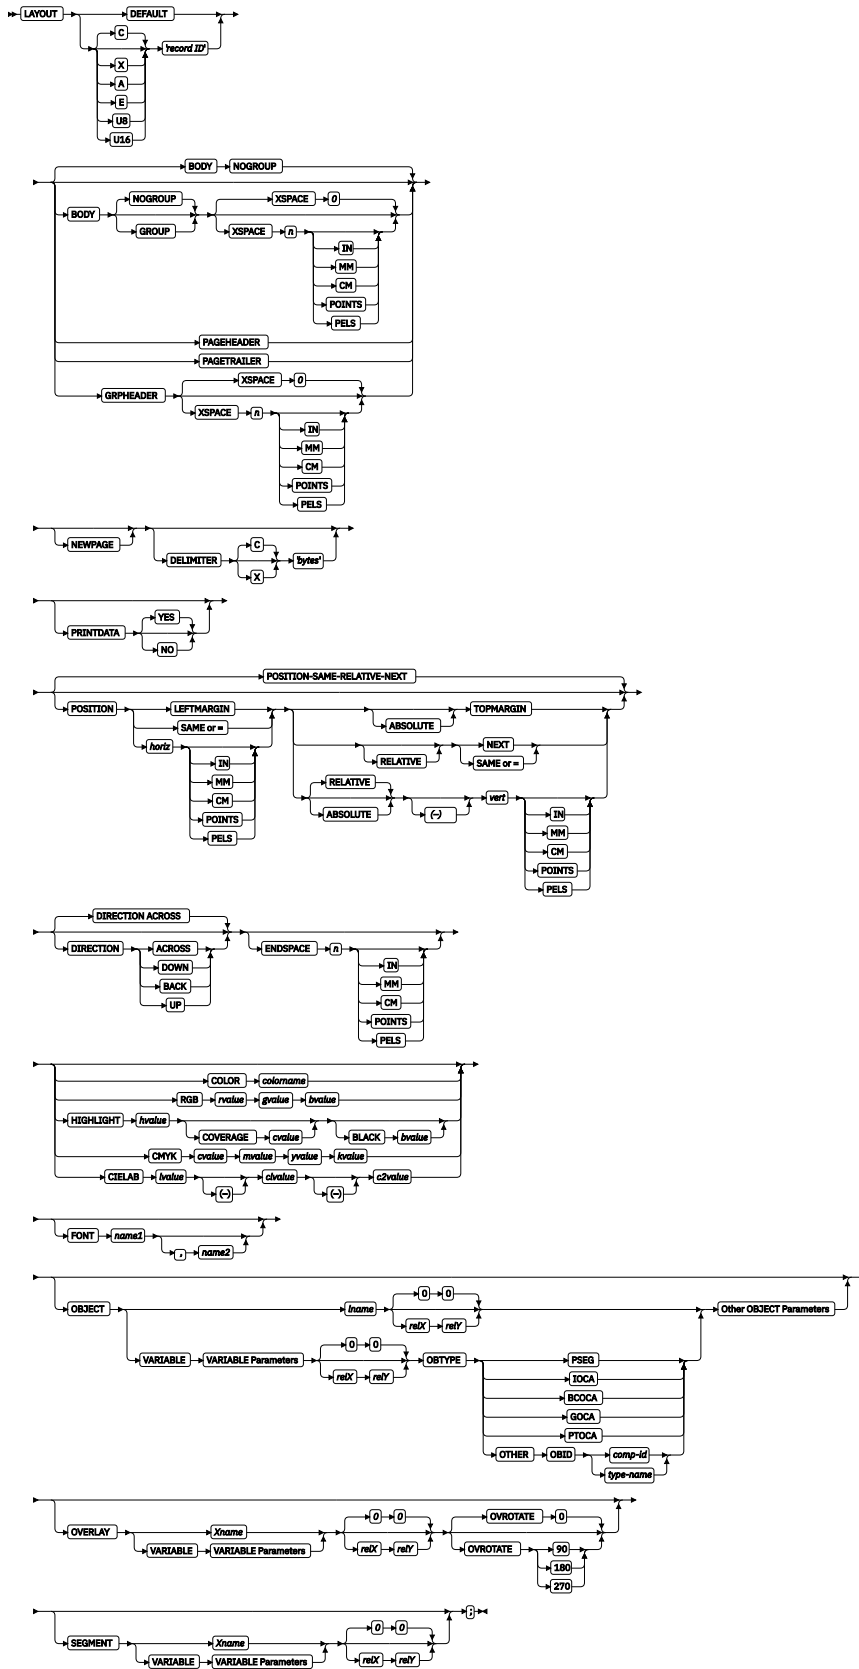 LAYOUT DEFAULT
C 'record ID'
X
A
E
U8
U16
BODY NOGROUP
NOGROUP XSPACE 0
BODY
GROUP XSPACE n
IN
MM
CM
POINTS
PELS
PAGEHEADER
PAGETRAILER
XSPACE 0
GRPHEADER
XSPACE n
IN
MM
CM
POINTS
PELS
NEWPAGE
C
DELIMITER 'bytes'
X
YES
PRINTDATA
NO
POSITION-SAME-RELATIVE-NEXT
POSITION LEFTMARGIN TOPMARGIN
SAME or = ABSOLUTE
horiz NEXT
IN RELATIVE SAME or =
MM RELATIVE
CM vert
POINTS ABSOLUTE (–) IN
PELS MM
CM
POINTS
PELS
DIRECTION ACROSS
DIRECTION ACROSS ENDSPACE n
DOWN IN
BACK MM
UP CM
POINTS
PELS
COLOR colorname
RGB rvalue gvalue bvalue
HIGHLIGHT hvalue
COVERAGE cvalue BLACK bvalue
CMYK cvalue mvalue yvalue kvalue
CIELAB lvalue c1value c2value
(–) (–)
FONT name1
, name2
0 0
OBJECT lname Other OBJECT Parameters
relX relY
0 0
VARIABLE VARIABLE Parameters OBTYPE PSEG
relX relY IOCA
BCOCA
GOCA
PTOCA
OTHER OBID comp-id
type-name
0 0 OVROTATE 0
OVERLAY Xname
VARIABLE VARIABLE Parameters relX relY OVROTATE 90
180
270
; 
0 0
SEGMENT Xname
VARIABLE VARIABLE Parameters relX relY